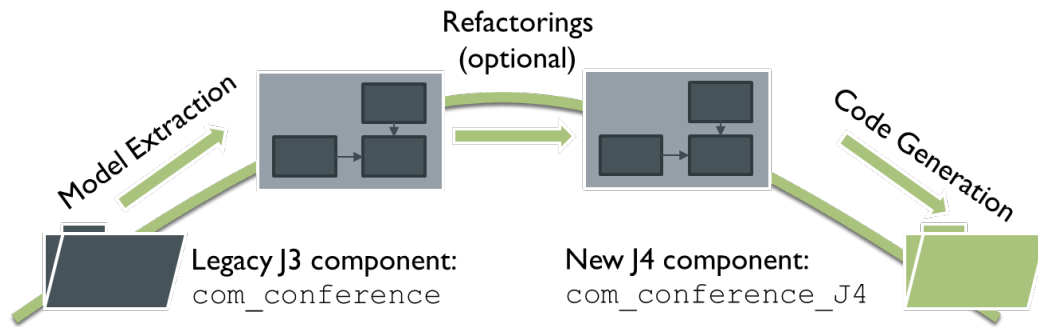 Refactorings
(optional)
Model Extraction
Code Generation
Legacy J3 component:
com_conference
New J4 component:
com_conference_J4